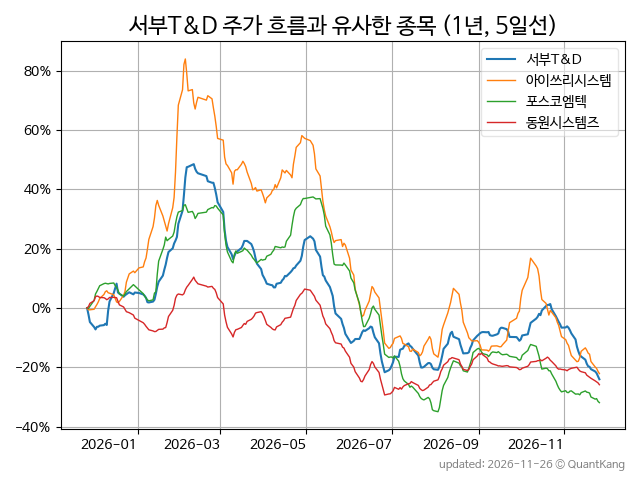 서부T&D 주가 흐름과 유사한 종목 (1년, 5일선)
서부T&D
아이쓰리시스템
포스코엠텍
동원시스템즈
80%
60%
40%
20%
0%
−20%
−40%
2026-01 2026-03 2026-05 2026-07 2026-09 2026-11
updated: 2026-11-26 © QuantKang